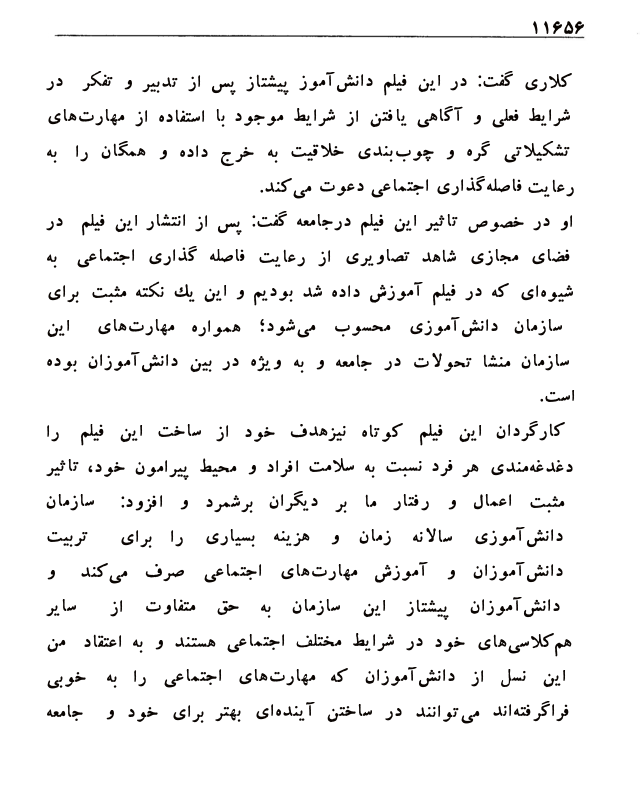 ۱۱۶۵۶
کلاری گفت: در این فیلم دانش‌آموز پیشتاز پس از تدبیر و تفکر در
شرایط فعلی و آگاهی یافتن از شرایط موجود با استفاده از مهارت‌های
تشکیلاتی گره و چوب‌بندی خلاقیت به خرج داده و همگان را به
رعایت فاصله‌گذاری اجتماعی دعوت می‌کند.
او در خصوص تاثیر این فیلم درجامعه گفت: پس از انتشار این فیلم در
فضای مجازی شاهد تصاویری از رعایت فاصله گذاری اجتماعی به
شیوه‌ای که در فیلم آموزش داده شد بودیم و این یك نکته مثبت برای
سازمان دانش‌آموزی محسوب می‌شود؛ همواره مهارت‌های این
سازمان منشا تحولات در جامعه و به ویژه در بین دانش‌آموزان بوده
است.
کارگردان این فیلم کوتاه نیزهدف خود از ساخت این فیلم را
دغدغه‌مندی هر فرد نسبت به سلامت افراد و محیط پیرامون خود، تاثیر
مثبت اعمال و رفتار ما بر دیگران برشمرد و افزود: سازمان
دانش‌آموزی سالانه زمان و هزینه بسیاری را برای تربیت
دانش‌آموزان و آموزش مهارت‌های اجتماعی صرف می‌کند و
دانش‌آموزان پیشتاز این سازمان به حق متفاوت از سایر
هم‌کلاسی‌های خود در شرایط مختلف اجتماعی هستند و به اعتقاد من
این نسل از دانش‌آموزان که مهارت‌های اجتماعی را به خوبی
فراگرفته‌اند می‌توانند در ساختن آینده‌ای بهتر برای خود و جامعه